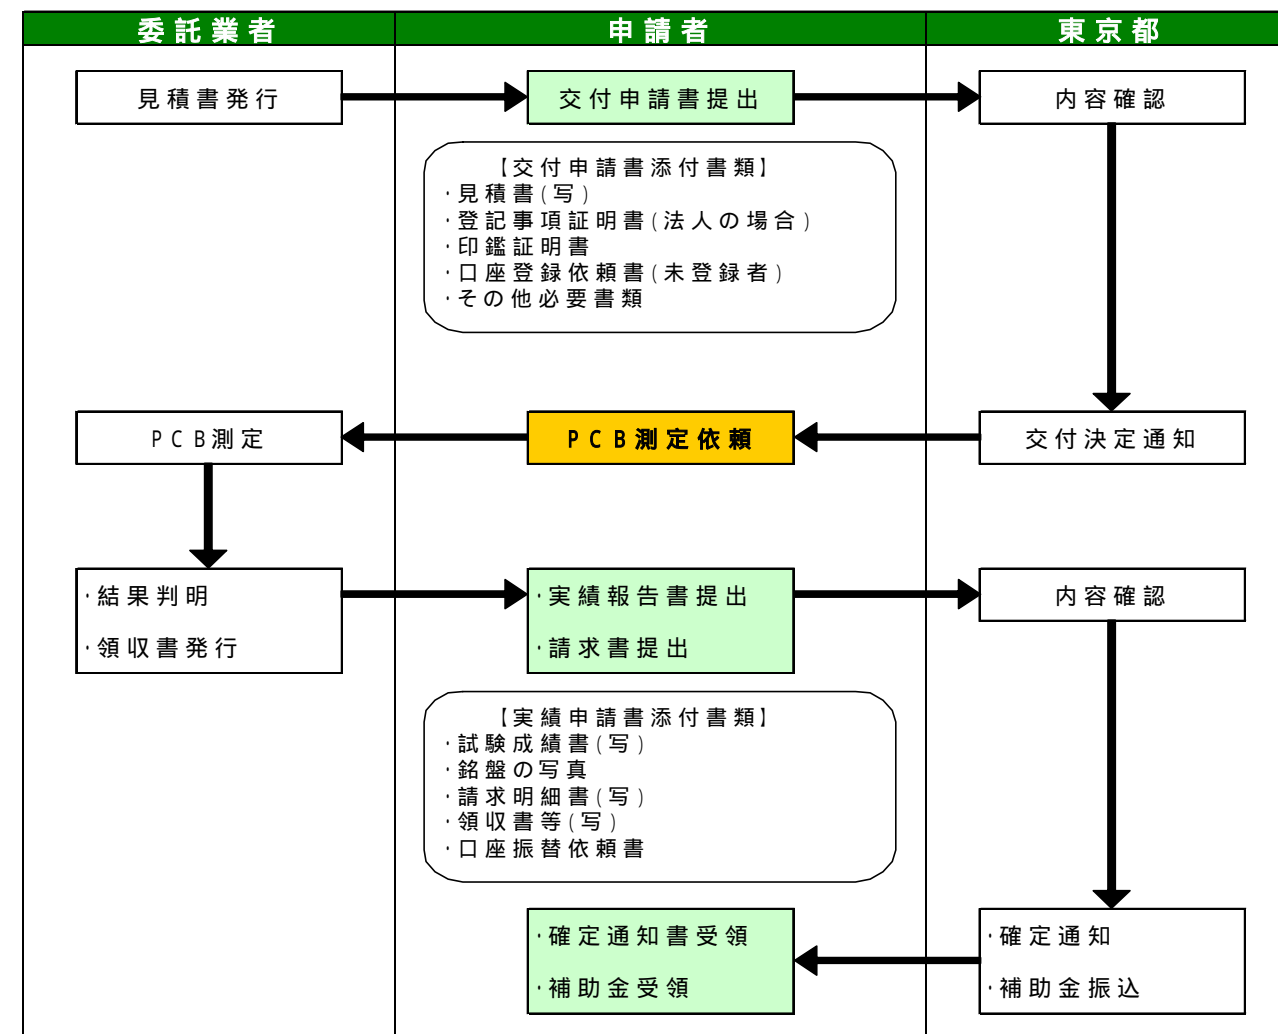 委託業者
申請者
東京都
見積書発行
交付申請書提出
内容確認
【交付申請書添付書類】
・見積書(写)
・登記事項証明書(法人の場合)
・印鑑証明書
・口座登録依頼書(未登録者)
・その他必要書類
PCB測定
PCB測定依頼
交付決定通知
・結果判明
・領収書発行
・実績報告書提出
・請求書提出
内容確認
【実績申請書添付書類】
・試験成績書(写)
・銘盤の写真
・請求明細書(写)
・領収書等(写)
・口座振替依頼書
・確定通知書受領
・補助金受領
・確定通知
・補助金振込